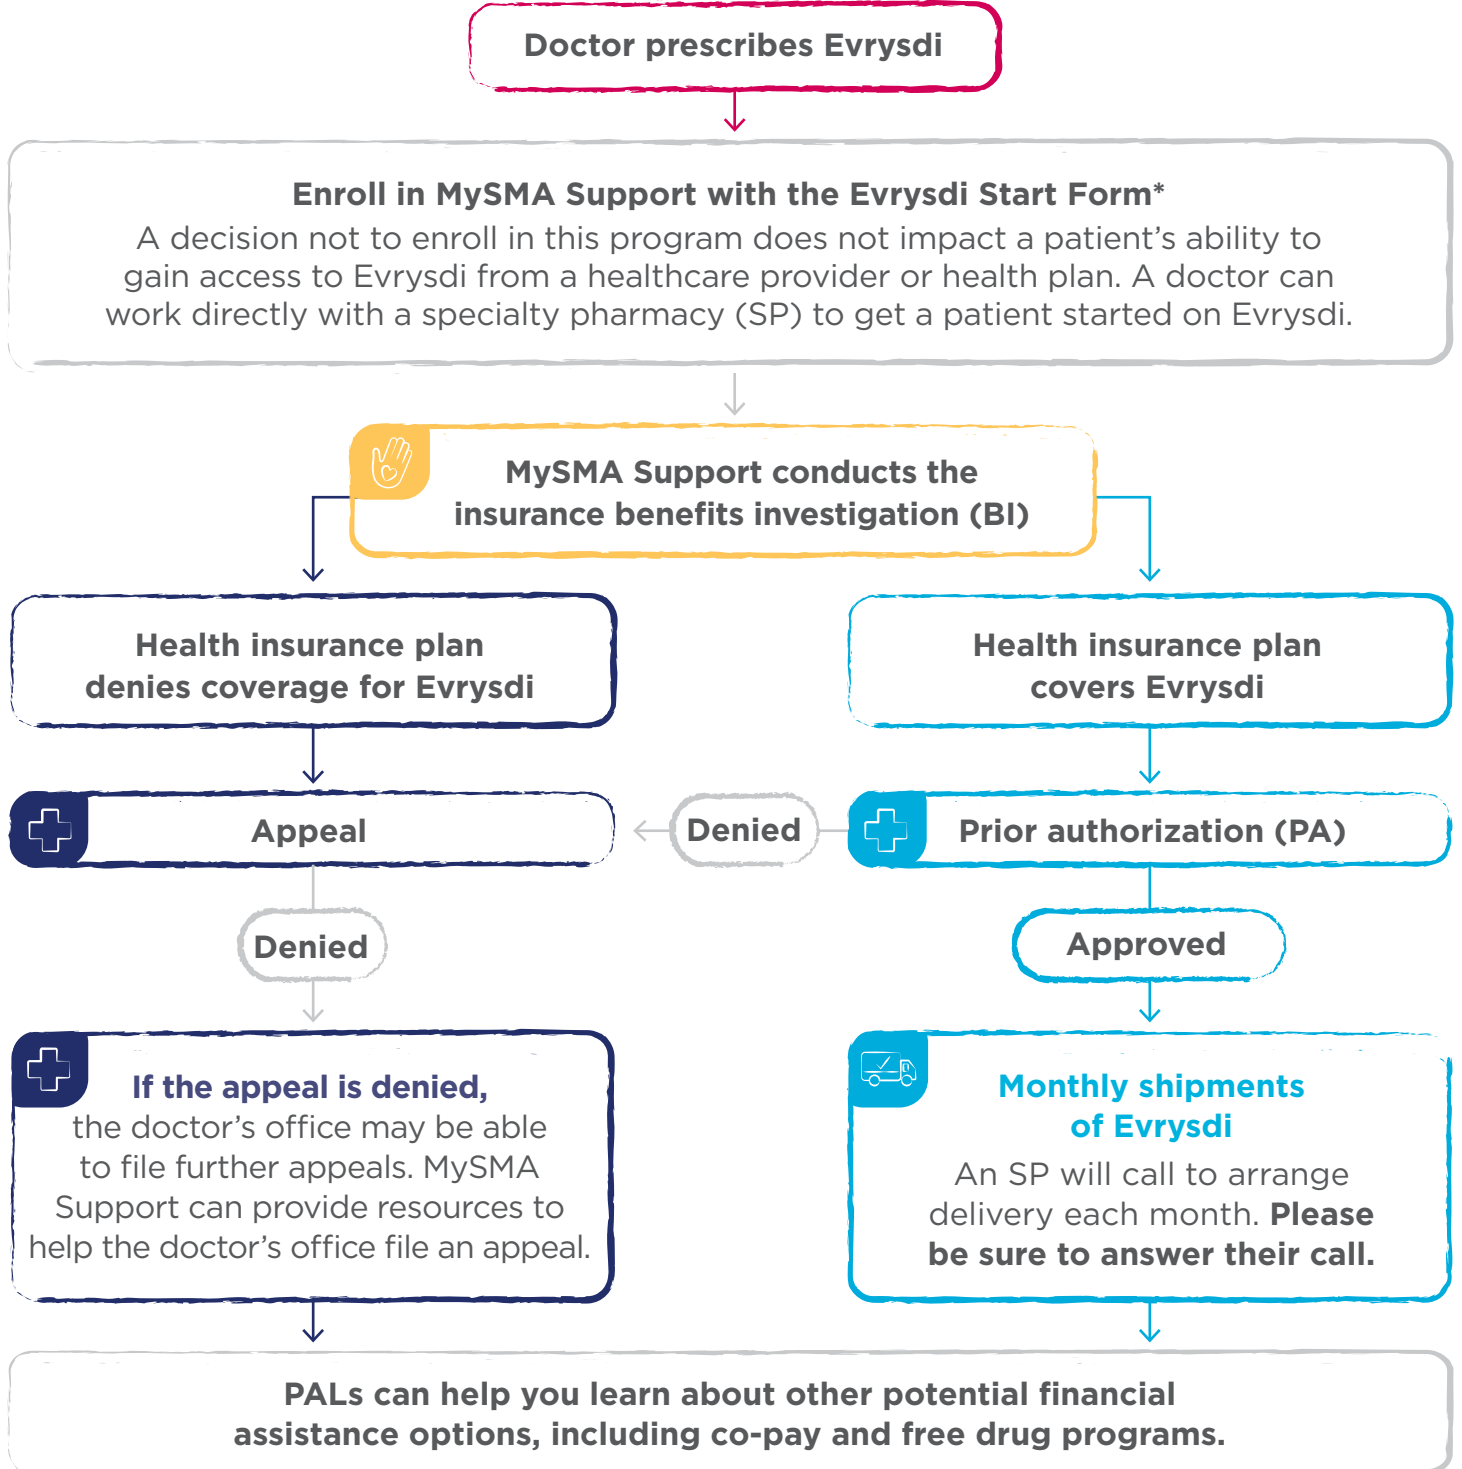 Doctor prescribes Evrysdi
Enroll in MySMA Support with the Evrysdi Start Form*
A decision not to enroll in this program does not impact a patient’s ability to
gain access to Evrysdi from a healthcare provider or health plan. A doctor can
work directly with a specialty pharmacy (SP) to get a patient started on Evrysdi.
MySMA Support conducts the
insurance benefits investigation (BI)
Health insurance plan
denies coverage for Evrysdi
Health insurance plan
covers Evrysdi
Appeal
Denied
Prior authorization (PA)
Denied
Approved
If the appeal is denied,
the doctor’s office may be able
to file further appeals. MySMA
Support can provide resources to
help the doctor’s office file an appeal.
Monthly shipments
of Evrysdi
An SP will call to arrange
delivery each month. Please
be sure to answer their call.
PALs can help you learn about other potential financial
assistance options, including co-pay and free drug programs.